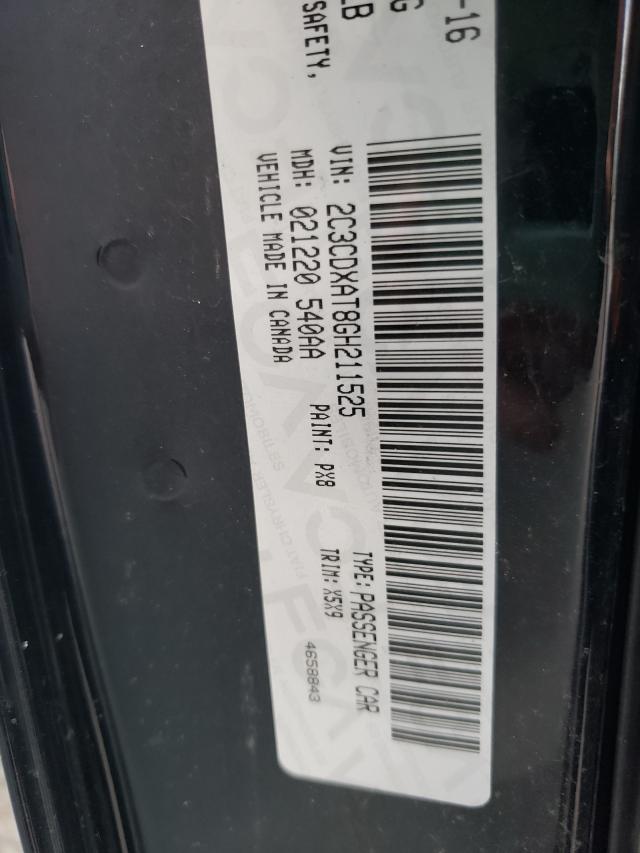 -16
G
LB
SAFETY,
VIN: 2C3CDXAT8GH211525
TYPE: PASSENGER CAR
MDH: 021220 540AA
PAINT: PX8
TRIM: X5X9
VEHICLE MADE IN CANADA
4658843